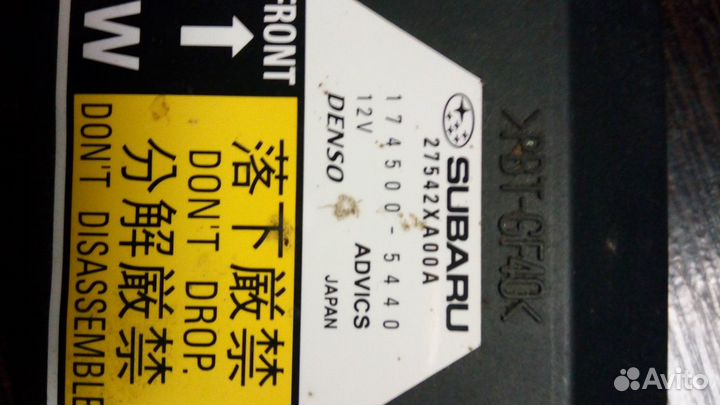 FRONT
W
落下厳禁
DON'T DROP.
分解厳禁
DON'T DISASSEMBLE
SUBARU
27542XA00A
174500-5440
12V ADVICS
DENSO JAPAN
>PBT-GF40<
Avito